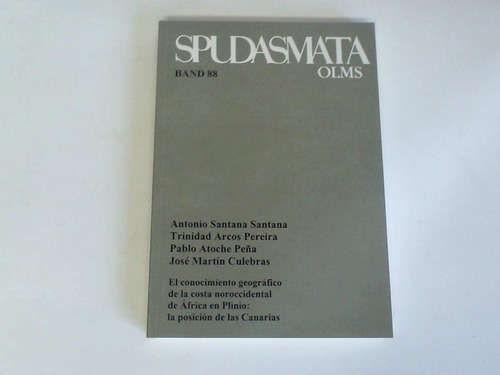 SPUDASMATA
OLMS
BAND 88
Antonio Santana Santana
Trinidad Arcos Pereira
Pablo Atoche Peña
José Martín Culebras
El conocimiento geográfico
de la costa noroccidental
de África en Plinio:
la posición de las Canarias